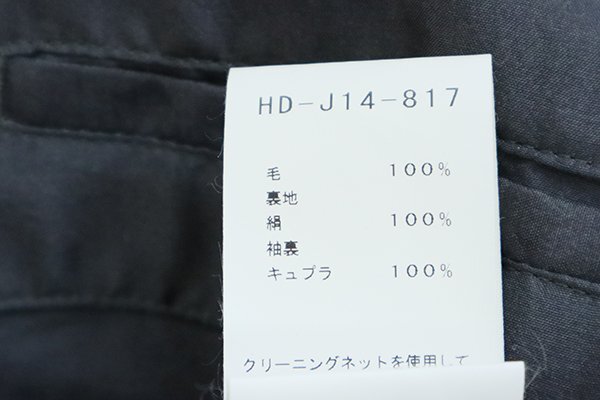 HD-J14-817
毛 100%
裏地
絹 100%
袖裏
キュプラ 100%
クリーニングネットを使用して